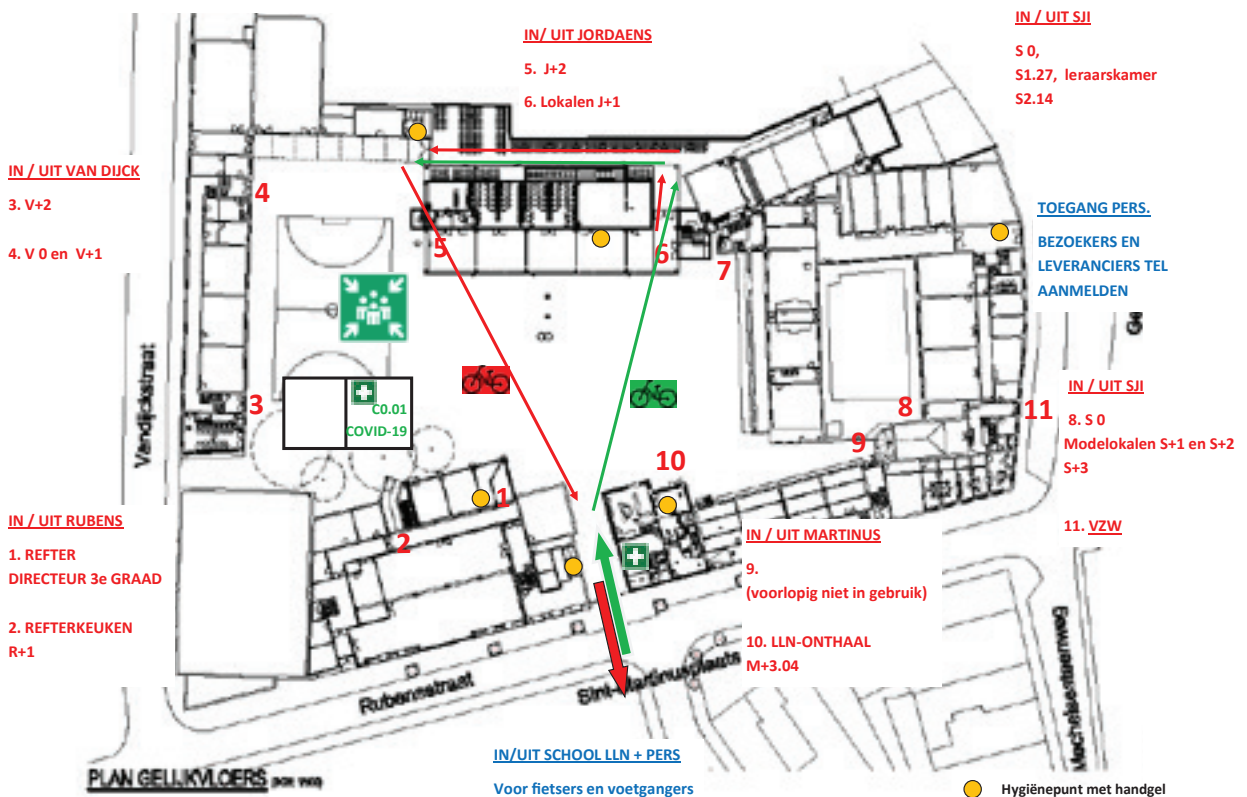 IN/ UIT JORDAENS
5. J+2
6. Lokalen J+1
IN / UIT SJI
S 0,
S1.27, leraarskamer
S2.14
IN / UIT VAN DIJCK
3. V+2
4. V 0 en V+1
TOEGANG PERS.
BEZOEKERS EN
LEVERANCIERS TEL
AANMELDEN
4
5
6
7
Vandijckstraat
Ge
3
C0.01
COVID-19
8
11
9
10
IN / UIT SJI
8. S 0
Modelokalen S+1 en S+2
S+3
11. VZW
1
2
IN / UIT RUBENS
1. REFTER
DIRECTEUR 3e GRAAD
2. REFTERKEUKEN
R+1
IN / UIT MARTINUS
9.
(voorlopig niet in gebruik)
10. LLN-ONTHAAL
M+3.04
Rubensstraat
Sint-Martinusplaats
Mechelsesteenweg
IN/UIT SCHOOL LLN + PERS
Voor fietsers en voetgangers
PLAN GELIJKVLOERS
Hygiënepunt met handgel